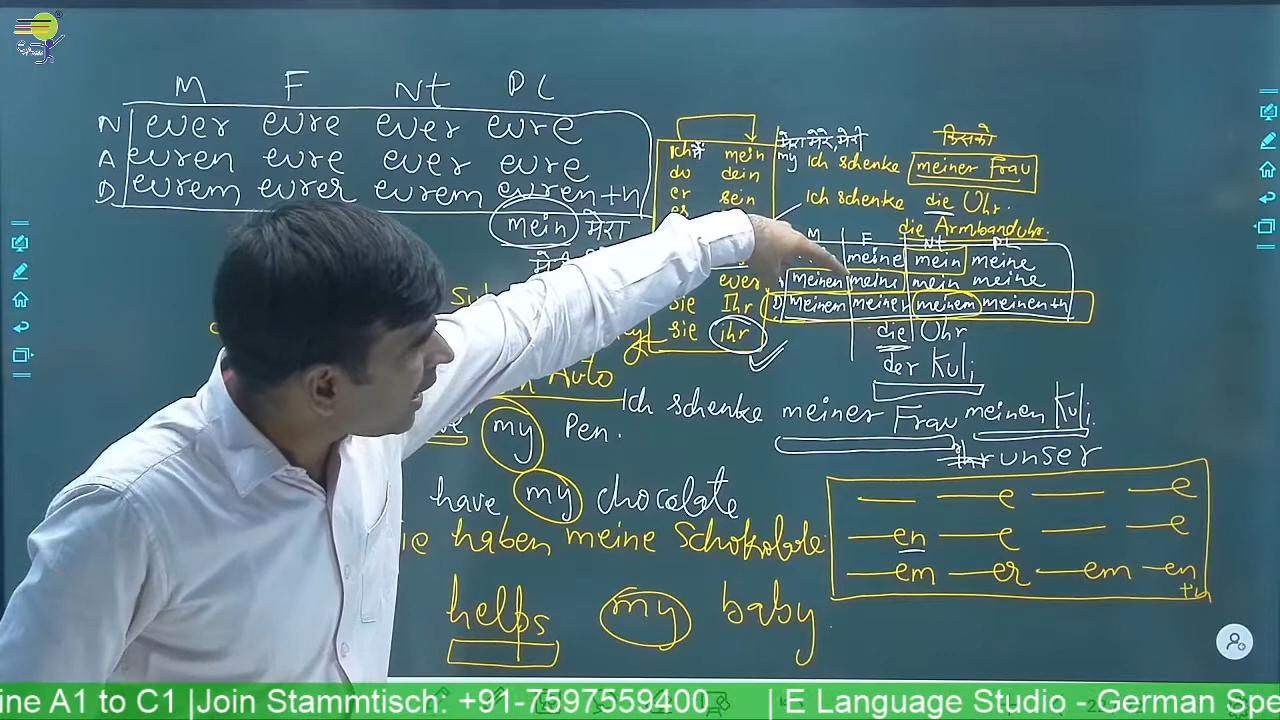 M F Nt PL
N euer eure euer eure
A euren eure euer eure
D eurem eurer eurem euren+n
mein मेरा
Ich मैं mein
du dein
er sein
euer
Sie Ihr
sie ihr
मेरा मेरे, मेरी
किसको
my Ich schenke meiner Frau
Ich schenke die Uhr.
die Armbanduhr.
M F Nt PL
meine mein meine
meinen meine mein meine
D meinem meiner meinem meinen+n
die Uhr
der Kuli
Auto
Ich schenke meiner Frau meinen Kuli.
my Pen.
unser
have my chocolate
ie haben meine Schokolade
helps my baby
— —e — —e
—en —e — —e
—em —er —em —en
+n
ine A1 to C1 |Join Stammtisch: +91-7597559400 | E Language Studio - German Spe